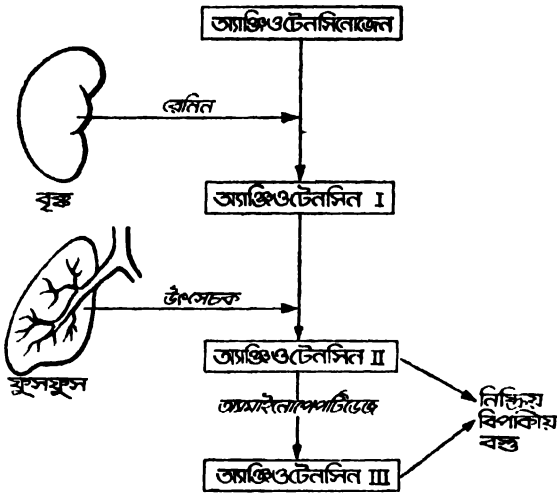 অ্যাঞ্জিওটেনসিনোজেন
রেনিন
বৃক্ক
অ্যাঞ্জিওটেনসিন I
উৎসেচক
ফুসফুস
অ্যাঞ্জিওটেনসিন II
অ্যামাইনোপেপটিডেজ
নিষ্ক্রিয়
বিপাকীয়
বস্তু
অ্যাঞ্জিওটেনসিন III